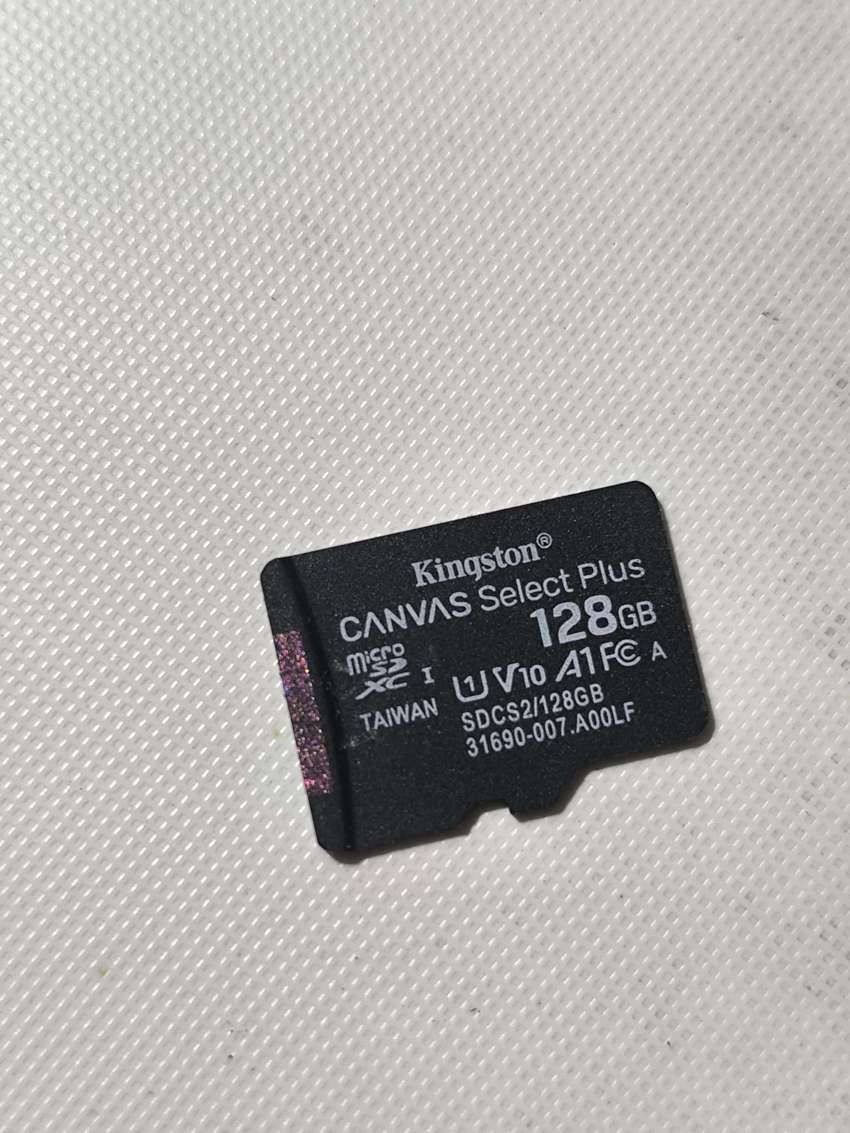 Kingston®
CANVAS Select Plus
128GB
micro SD XC I U1 V10 A1 FC A
TAIWAN
SDCS2/128GB
31690-007.A00LF